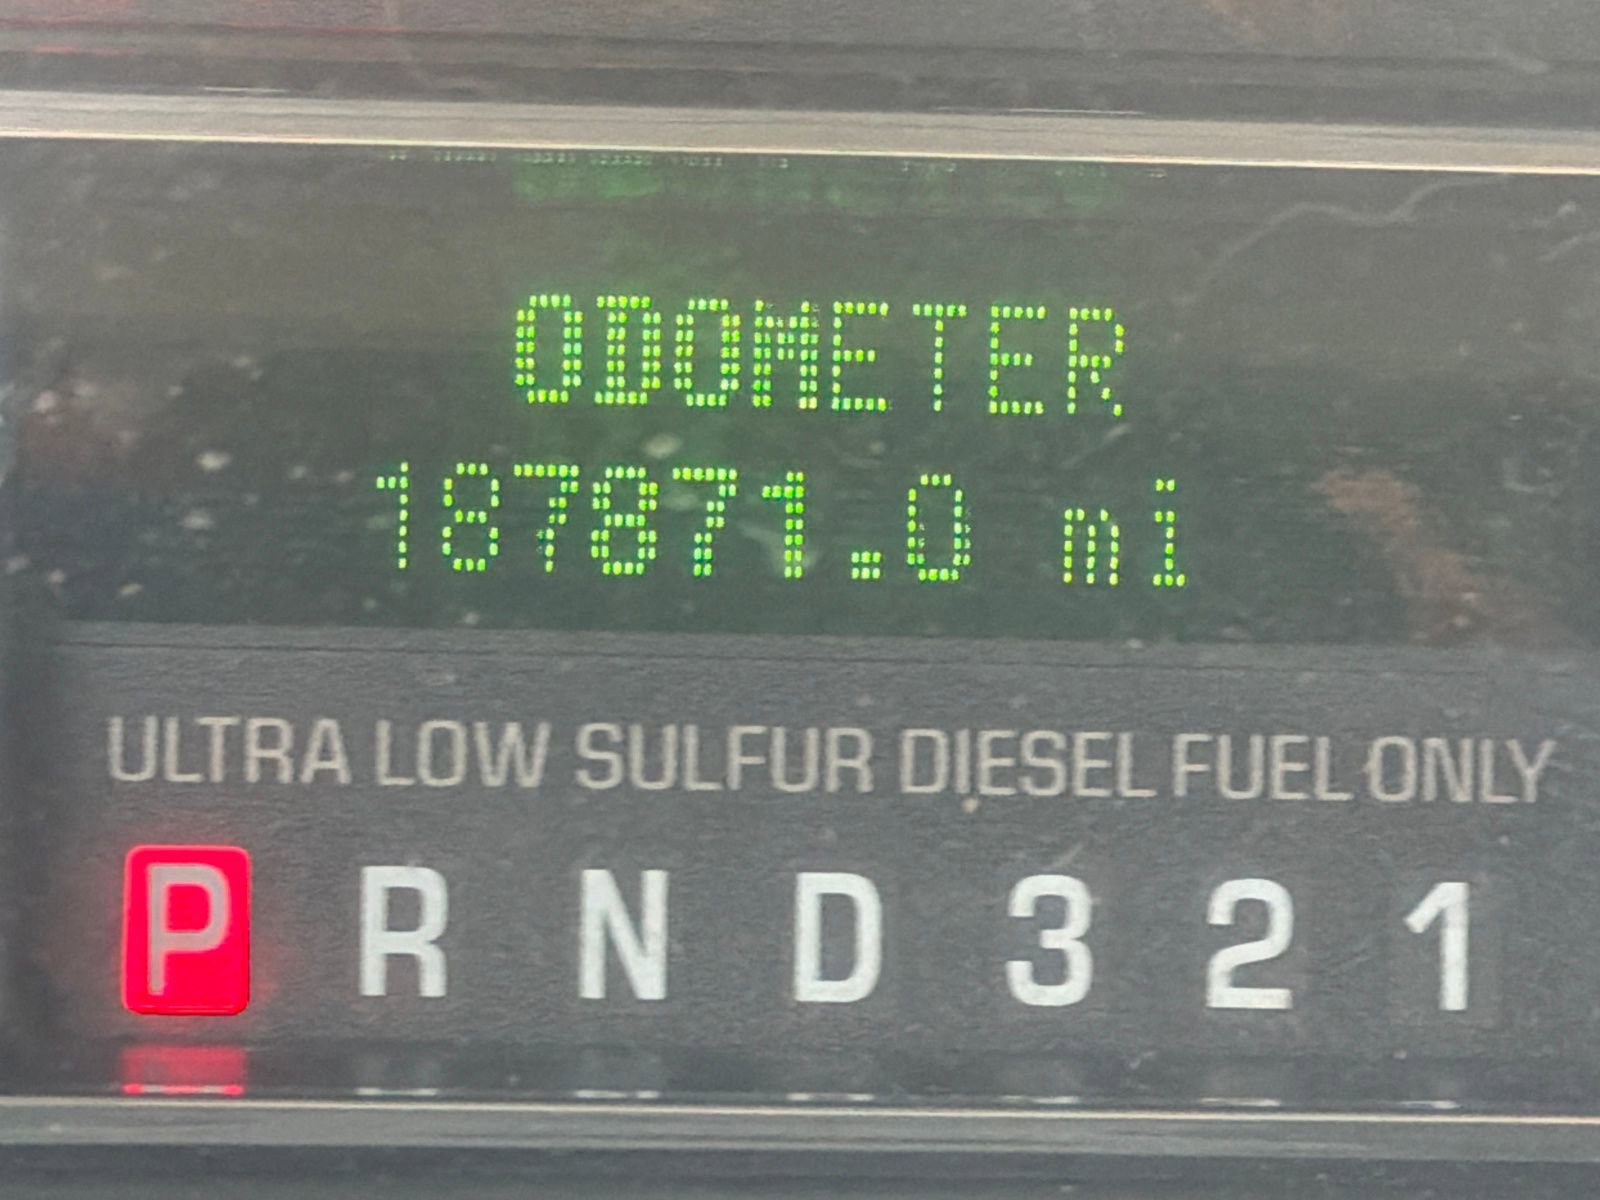 ODOMETER
187871.0 mi
ULTRA LOW SULFUR DIESEL FUEL ONLY
P R N D 3 2 1